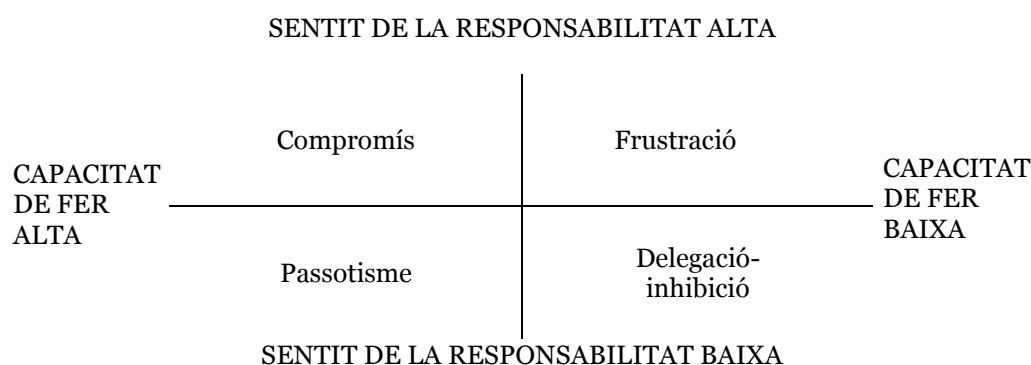 SENTIT DE LA RESPONSABILITAT ALTA
Compromís
Frustració
CAPACITAT
DE FER
ALTA
CAPACITAT
DE FER
BAIXA
Passotisme
Delegació-
inhibició
SENTIT DE LA RESPONSABILITAT BAIXA